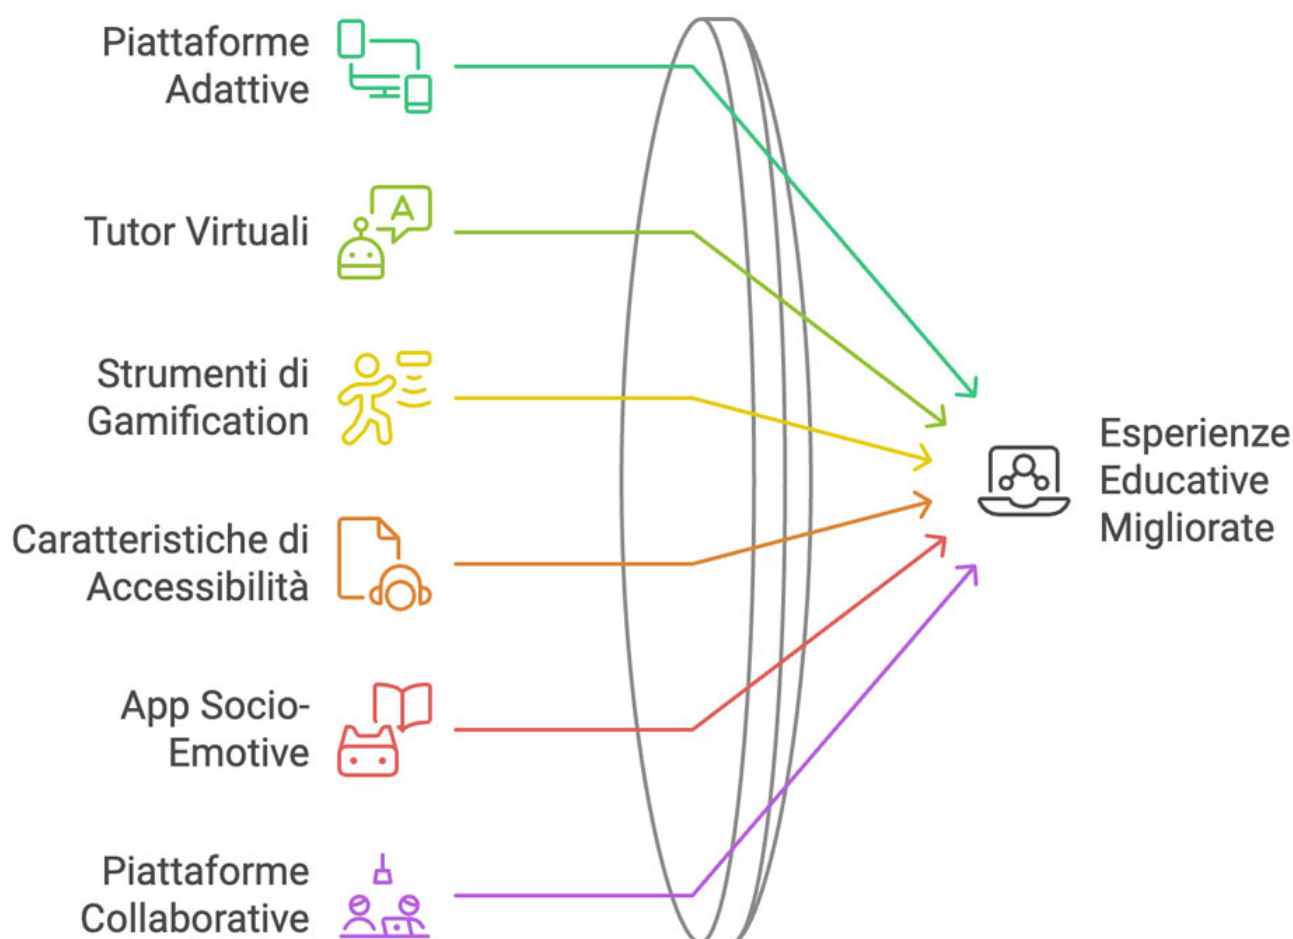 Piattaforme
Adattive
A
Tutor Virtuali
Strumenti di
Gamification
Caratteristiche di
Accessibilità
App Socio-
Emotive
Piattaforme
Collaborative
Esperienze
Educative
Migliorate